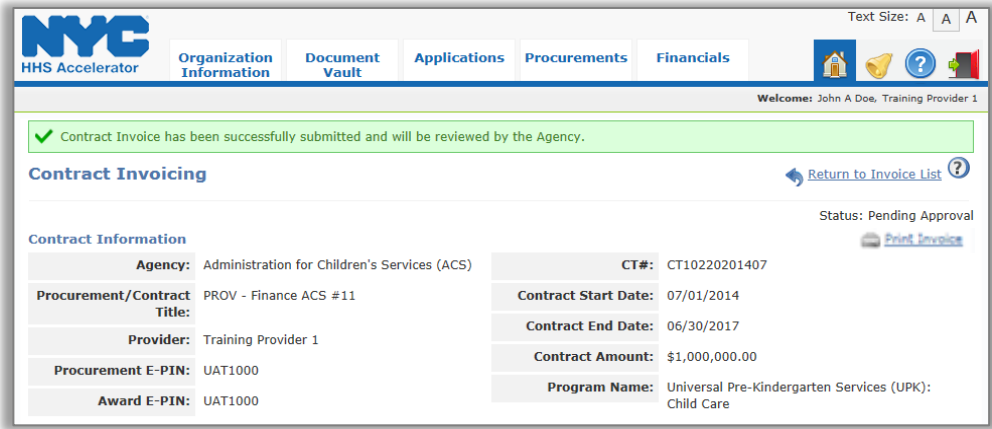 Text Size: A A A
NYC
HHS Accelerator
Organization Information
Document Vault
Applications
Procurements
Financials
Welcome: John A Doe, Training Provider 1
Contract Invoice has been successfully submitted and will be reviewed by the Agency.
Contract Invoicing
Return to Invoice List ?
Status: Pending Approval
Contract Information
Print Invoice
Agency: Administration for Children's Services (ACS)
Procurement/Contract Title: PROV - Finance ACS #11
Provider: Training Provider 1
Procurement E-PIN: UAT1000
Award E-PIN: UAT1000
CT#: CT10220201407
Contract Start Date: 07/01/2014
Contract End Date: 06/30/2017
Contract Amount: $1,000,000.00
Program Name: Universal Pre-Kindergarten Services (UPK):
Child Care